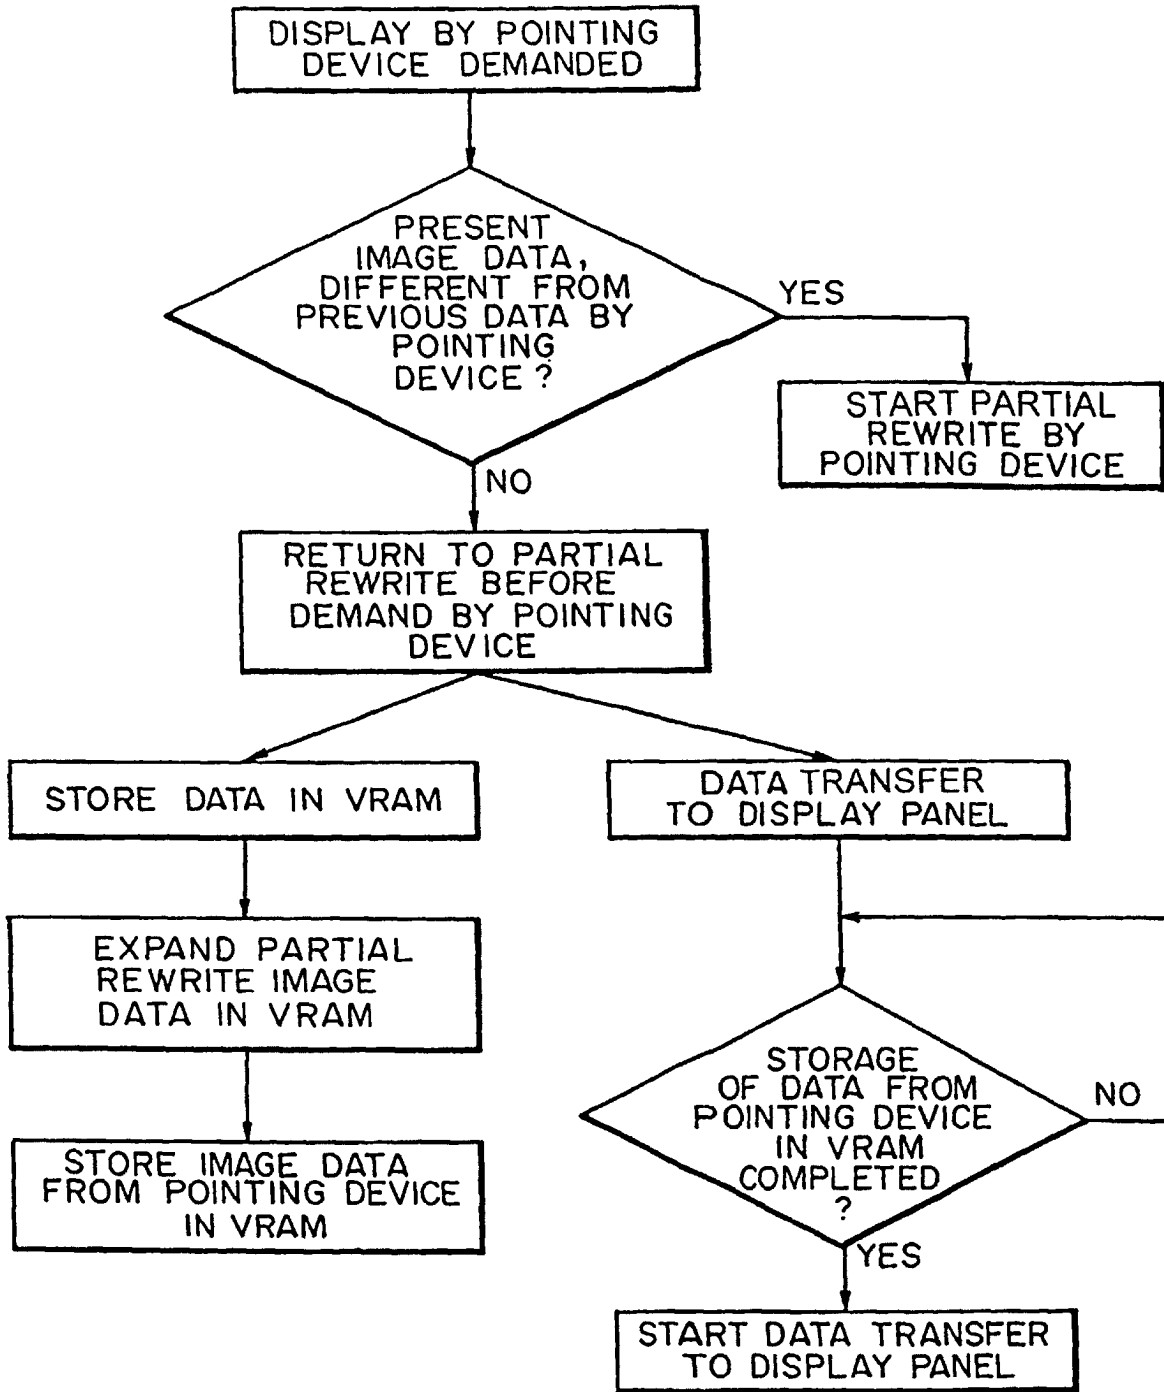 DISPLAY BY POINTING
DEVICE DEMANDED
PRESENT
IMAGE DATA,
DIFFERENT FROM
PREVIOUS DATA BY
POINTING
DEVICE ?
YES
START PARTIAL
REWRITE BY
POINTING DEVICE
NO
RETURN TO PARTIAL
REWRITE BEFORE
DEMAND BY POINTING
DEVICE
STORE DATA IN VRAM
DATA TRANSFER
TO DISPLAY PANEL
EXPAND PARTIAL
REWRITE IMAGE
DATA IN VRAM
STORAGE
OF DATA FROM
POINTING DEVICE
IN VRAM
COMPLETED
?
NO
STORE IMAGE DATA
FROM POINTING DEVICE
IN VRAM
YES
START DATA TRANSFER
TO DISPLAY PANEL